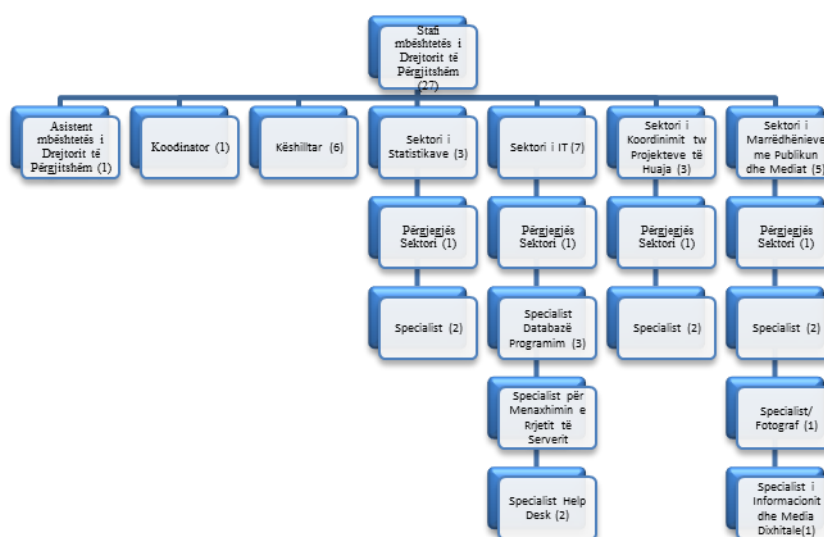 Stafi
mbështetës i
Drejtorit të
Përgjitshëm
(27)
Asistent
mbështetës i
Drejtorit të
Përgjitshëm (1)
Koodinator (1)
Këshilltar (6)
Sektori i
Statistikave (3)
Sektori i IT (7)
Sektori i
Koordinimit tw
Projekteve të
Huaja (3)
Sektori i
Marrëdhënieve
me Publikun
dhe Mediat (5)
Përgjegjës
Sektori (1)
Përgjegjës
Sektori (1)
Përgjegjës
Sektori (1)
Përgjegjës
Sektori (1)
Specialist (2)
Specialist
Databazë
Programim (3)
Specialist (2)
Specialist (2)
Specialist për
Menaxhimin e
Rrjetit të
Serverit
Specialist/
Fotograf (1)
Specialist Help
Desk (2)
Specialist i
Informacionit
dhe Media
Dixhitale(1)